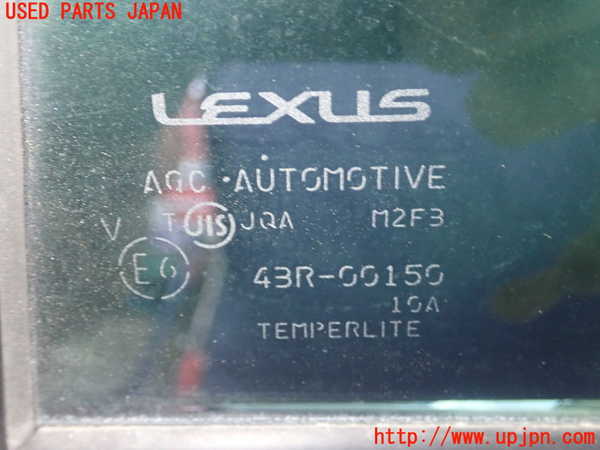 USED PARTS JAPAN
LEXUS
AGC AUTOMOTIVE
V T JIS JQA M2F3
E6 43R-00150
10A
TEMPERLITE
http://www.upjpn.com/